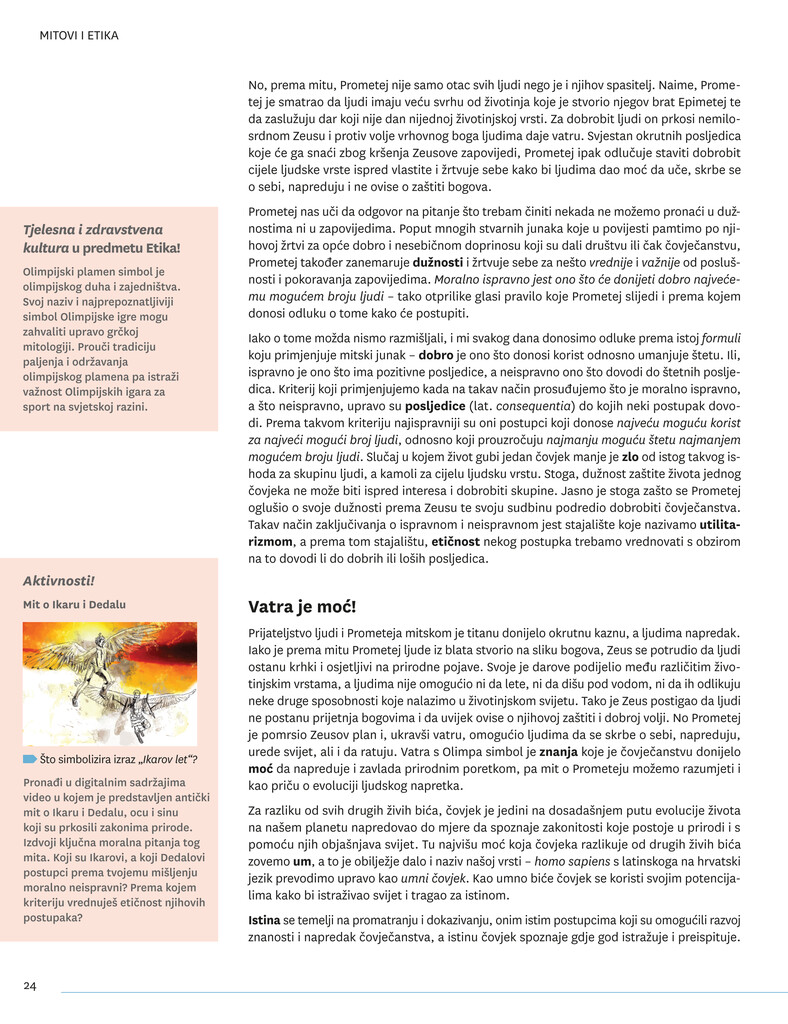 MITOVI I ETIKA
No, prema mitu, Prometej nije samo otac svih ljudi nego je i njihov spasitelj. Naime, Prome-
tej je smatrao da ljudi imaju veću svrhu od životinja koje je stvorio njegov brat Epimetej te
da zaslužuju dar koji nije dan nijednoj životinjskoj vrsti. Za dobrobit ljudi on prkosi nemilo-
srdnom Zeusu i protiv volje vrhovnog boga ljudima daje vatru. Svjestan okrutnih posljedica
koje će ga snaći zbog kršenja Zeusove zapovijedi, Prometej ipak odlučuje staviti dobrobit
cijele ljudske vrste ispred vlastite i žrtvuje sebe kako bi ljudima dao moć da uče, skrbe se
o sebi, napreduju i ne ovise o zaštiti bogova.
Prometej nas uči da odgovor na pitanje što trebam činiti nekada ne možemo pronaći u duž-
nostima ni u zapovijedima. Poput mnogih stvarnih junaka koje u povijesti pamtimo po nji-
hovoj žrtvi za opće dobro i nesebičnom doprinosu koji su dali društvu ili čak čovječanstvu,
Prometej također zanemaruje dužnosti i žrtvuje sebe za nešto vrednije i važnije od posluš-
nosti i pokoravanja zapovijedima. Moralno ispravno jest ono što će donijeti dobro najveće-
mu mogućem broju ljudi – tako otprilike glasi pravilo koje Prometej slijedi i prema kojem
donosi odluku o tome kako će postupiti.
Iako o tome možda nismo razmišljali, i mi svakog dana donosimo odluke prema istoj formuli
koju primjenjuje mitski junak – dobro je ono što donosi korist odnosno umanjuje štetu. Ili,
ispravno je ono što ima pozitivne posljedice, a neispravno ono što dovodi do štetnih poslje-
dica. Kriterij koji primjenjujemo kada na takav način prosuđujemo što je moralno ispravno,
a što neispravno, upravo su posljedice (lat. consequentia) do kojih neki postupak dovo-
di. Prema takvom kriteriju najispravniji su oni postupci koji donose najveću moguću korist
za najveći mogući broj ljudi, odnosno koji prouzročuju najmanju moguću štetu najmanjem
mogućem broju ljudi. Slučaj u kojem život gubi jedan čovjek manje je zlo od istog takvog is-
hoda za skupinu ljudi, a kamoli za cijelu ljudsku vrstu. Stoga, dužnost zaštite života jednog
čovjeka ne može biti ispred interesa i dobrobiti skupine. Jasno je stoga zašto se Prometej
oglušio o svoje dužnosti prema Zeusu te svoju sudbinu podredio dobrobiti čovječanstva.
Takav način zaključivanja o ispravnom i neispravnom jest stajalište koje nazivamo utilita-
rizmom, a prema tom stajalištu, etičnost nekog postupka trebamo vrednovati s obzirom
na to dovodi li do dobrih ili loših posljedica.
Vatra je moć!
Prijateljstvo ljudi i Prometeja mitskom je titanu donijelo okrutnu kaznu, a ljudima napredak.
Iako je prema mitu Prometej ljude iz blata stvorio na sliku bogova, Zeus se potrudio da ljudi
ostanu krhki i osjetljivi na prirodne pojave. Svoje je darove podijelio među različitim živo-
tinjskim vrstama, a ljudima nije omogućio ni da lete, ni da dišu pod vodom, ni da ih odlikuju
neke druge sposobnosti koje nalazimo u životinjskom svijetu. Tako je Zeus postigao da ljudi
ne postanu prijetnja bogovima i da uvijek ovise o njihovoj zaštiti i dobroj volji. No Prometej
je pomrsio Zeusov plan i, ukravši vatru, omogućio ljudima da se skrbe o sebi, napreduju,
urede svijet, ali i da ratuju. Vatra s Olimpa simbol je znanja koje je čovječanstvu donijelo
moć da napreduje i zavlada prirodnim poretkom, pa mit o Prometeju možemo razumjeti i
kao priču o evoluciji ljudskog napretka.
Za razliku od svih drugih živih bića, čovjek je jedini na dosadašnjem putu evolucije života
na našem planetu napredovao do mjere da spoznaje zakonitosti koje postoje u prirodi i s
pomoću njih objašnjava svijet. Tu najvišu moć koja čovjeka razlikuje od drugih živih bića
zovemo um, a to je obilježje dalo i naziv našoj vrsti – homo sapiens s latinskoga na hrvatski
jezik prevodimo upravo kao umni čovjek. Kao umno biće čovjek se koristi svojim potencija-
lima kako bi istraživao svijet i tragao za istinom.
Istina se temelji na promatranju i dokazivanju, onim istim postupcima koji su omogućili razvoj
znanosti i napredak čovječanstva, a istinu čovjek spoznaje gdje god istražuje i preispituje.
Tjelesna i zdravstvena
kultura u predmetu Etika!
Olimpijski plamen simbol je
olimpijskog duha i zajedništva.
Svoj naziv i najprepoznatljiviji
simbol Olimpijske igre mogu
zahvaliti upravo grčkoj
mitologiji. Prouči tradiciju
paljenja i održavanja
olimpijskog plamena pa istraži
važnost Olimpijskih igara za
sport na svjetskoj razini.
Aktivnosti!
Mit o Ikaru i Dedalu
Što simbolizira izraz „Ikarov let“?
Pronađi u digitalnim sadržajima
video u kojem je predstavljen antički
mit o Ikaru i Dedalu, ocu i sinu
koji su prkosili zakonima prirode.
Izdvoji ključna moralna pitanja tog
mita. Koji su Ikarovi, a koji Dedalovi
postupci prema tvojemu mišljenju
moralno neispravni? Prema kojem
kriteriju vrednuješ etičnost njihovih
postupaka?
24